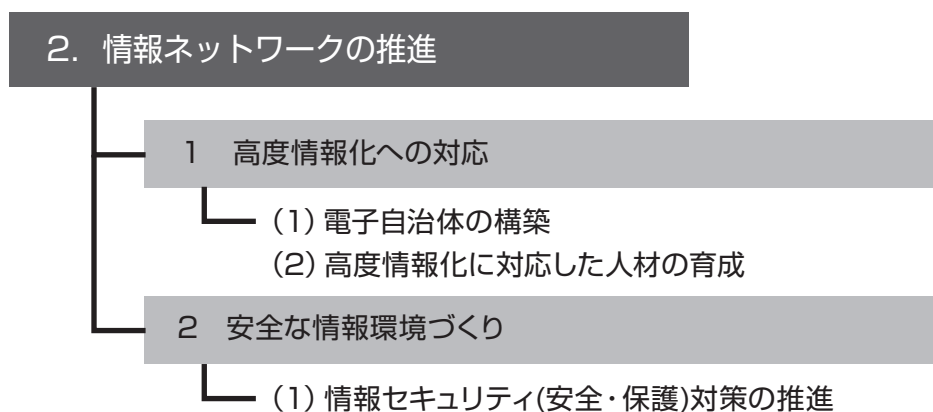 2. 情報ネットワークの推進
1 高度情報化への対応
(1) 電子自治体の構築
(2) 高度情報化に対応した人材の育成
2 安全な情報環境づくり
(1) 情報セキュリティ(安全・保護)対策の推進